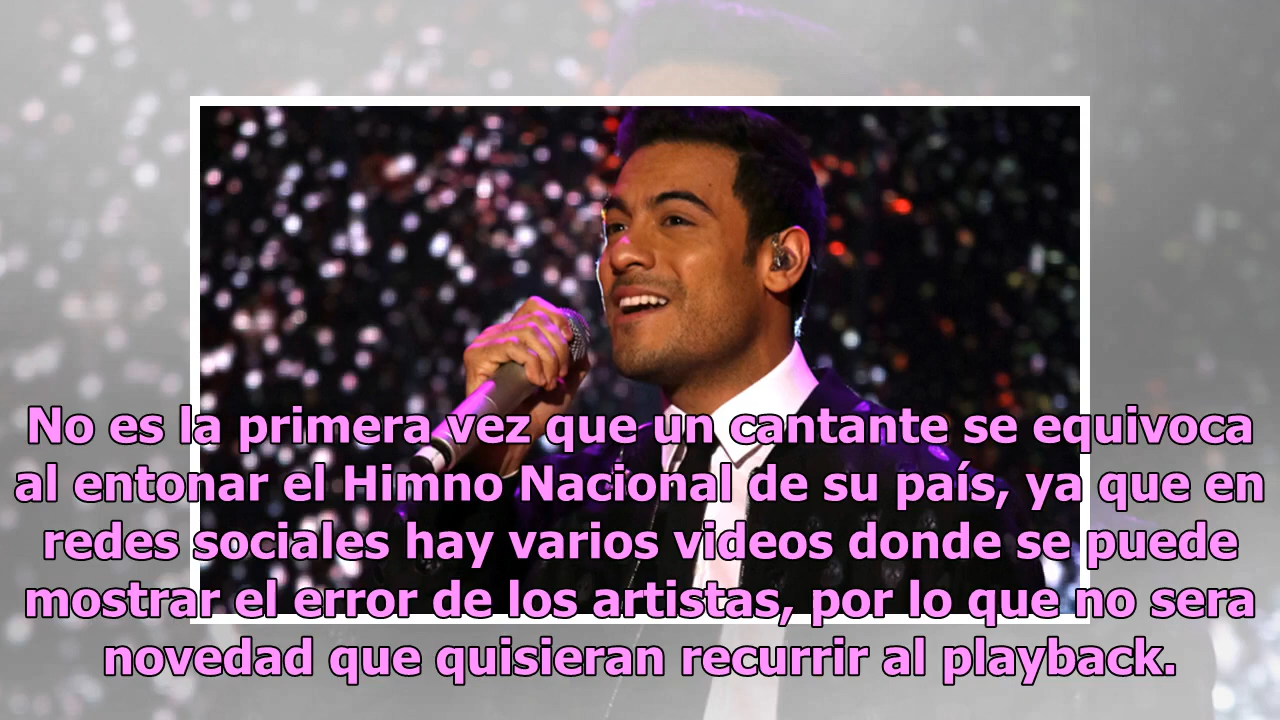 No es la primera vez que un cantante se equivoca
al entonar el Himno Nacional de su país, ya que en
redes sociales hay varios videos donde se puede
mostrar el error de los artistas, por lo que no sera
novedad que quisieran recurrir al playback.